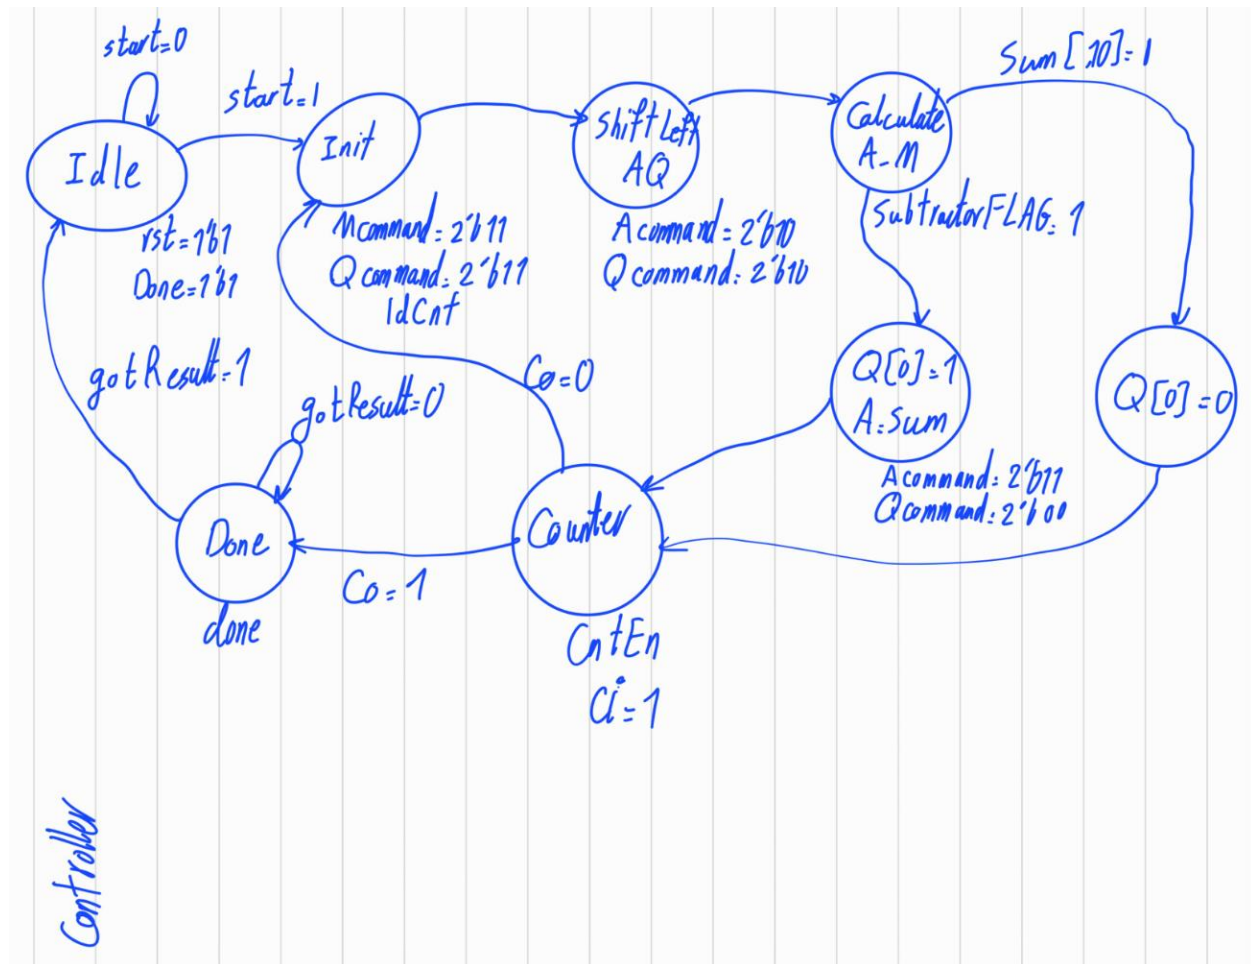 start=0
start=1
Sum[10]=1
Idle
Init
Shift Left
AQ
Calculate
A-M
rst=1'b1
Done=1'b1
Mcommand=2'b11
Qcommand=2'b11
ldCnt
Acommand=2'b10
Qcommand=2'b10
SubtractorFLAG=1
gotResult=1
gotResult=0
Co=0
Q[0]=1
A=Sum
Q[0]=0
Acommand=2'b11
Qcommand=2'b00
Done
Counter
Co=1
done
CntEn
Ci=1
Controller